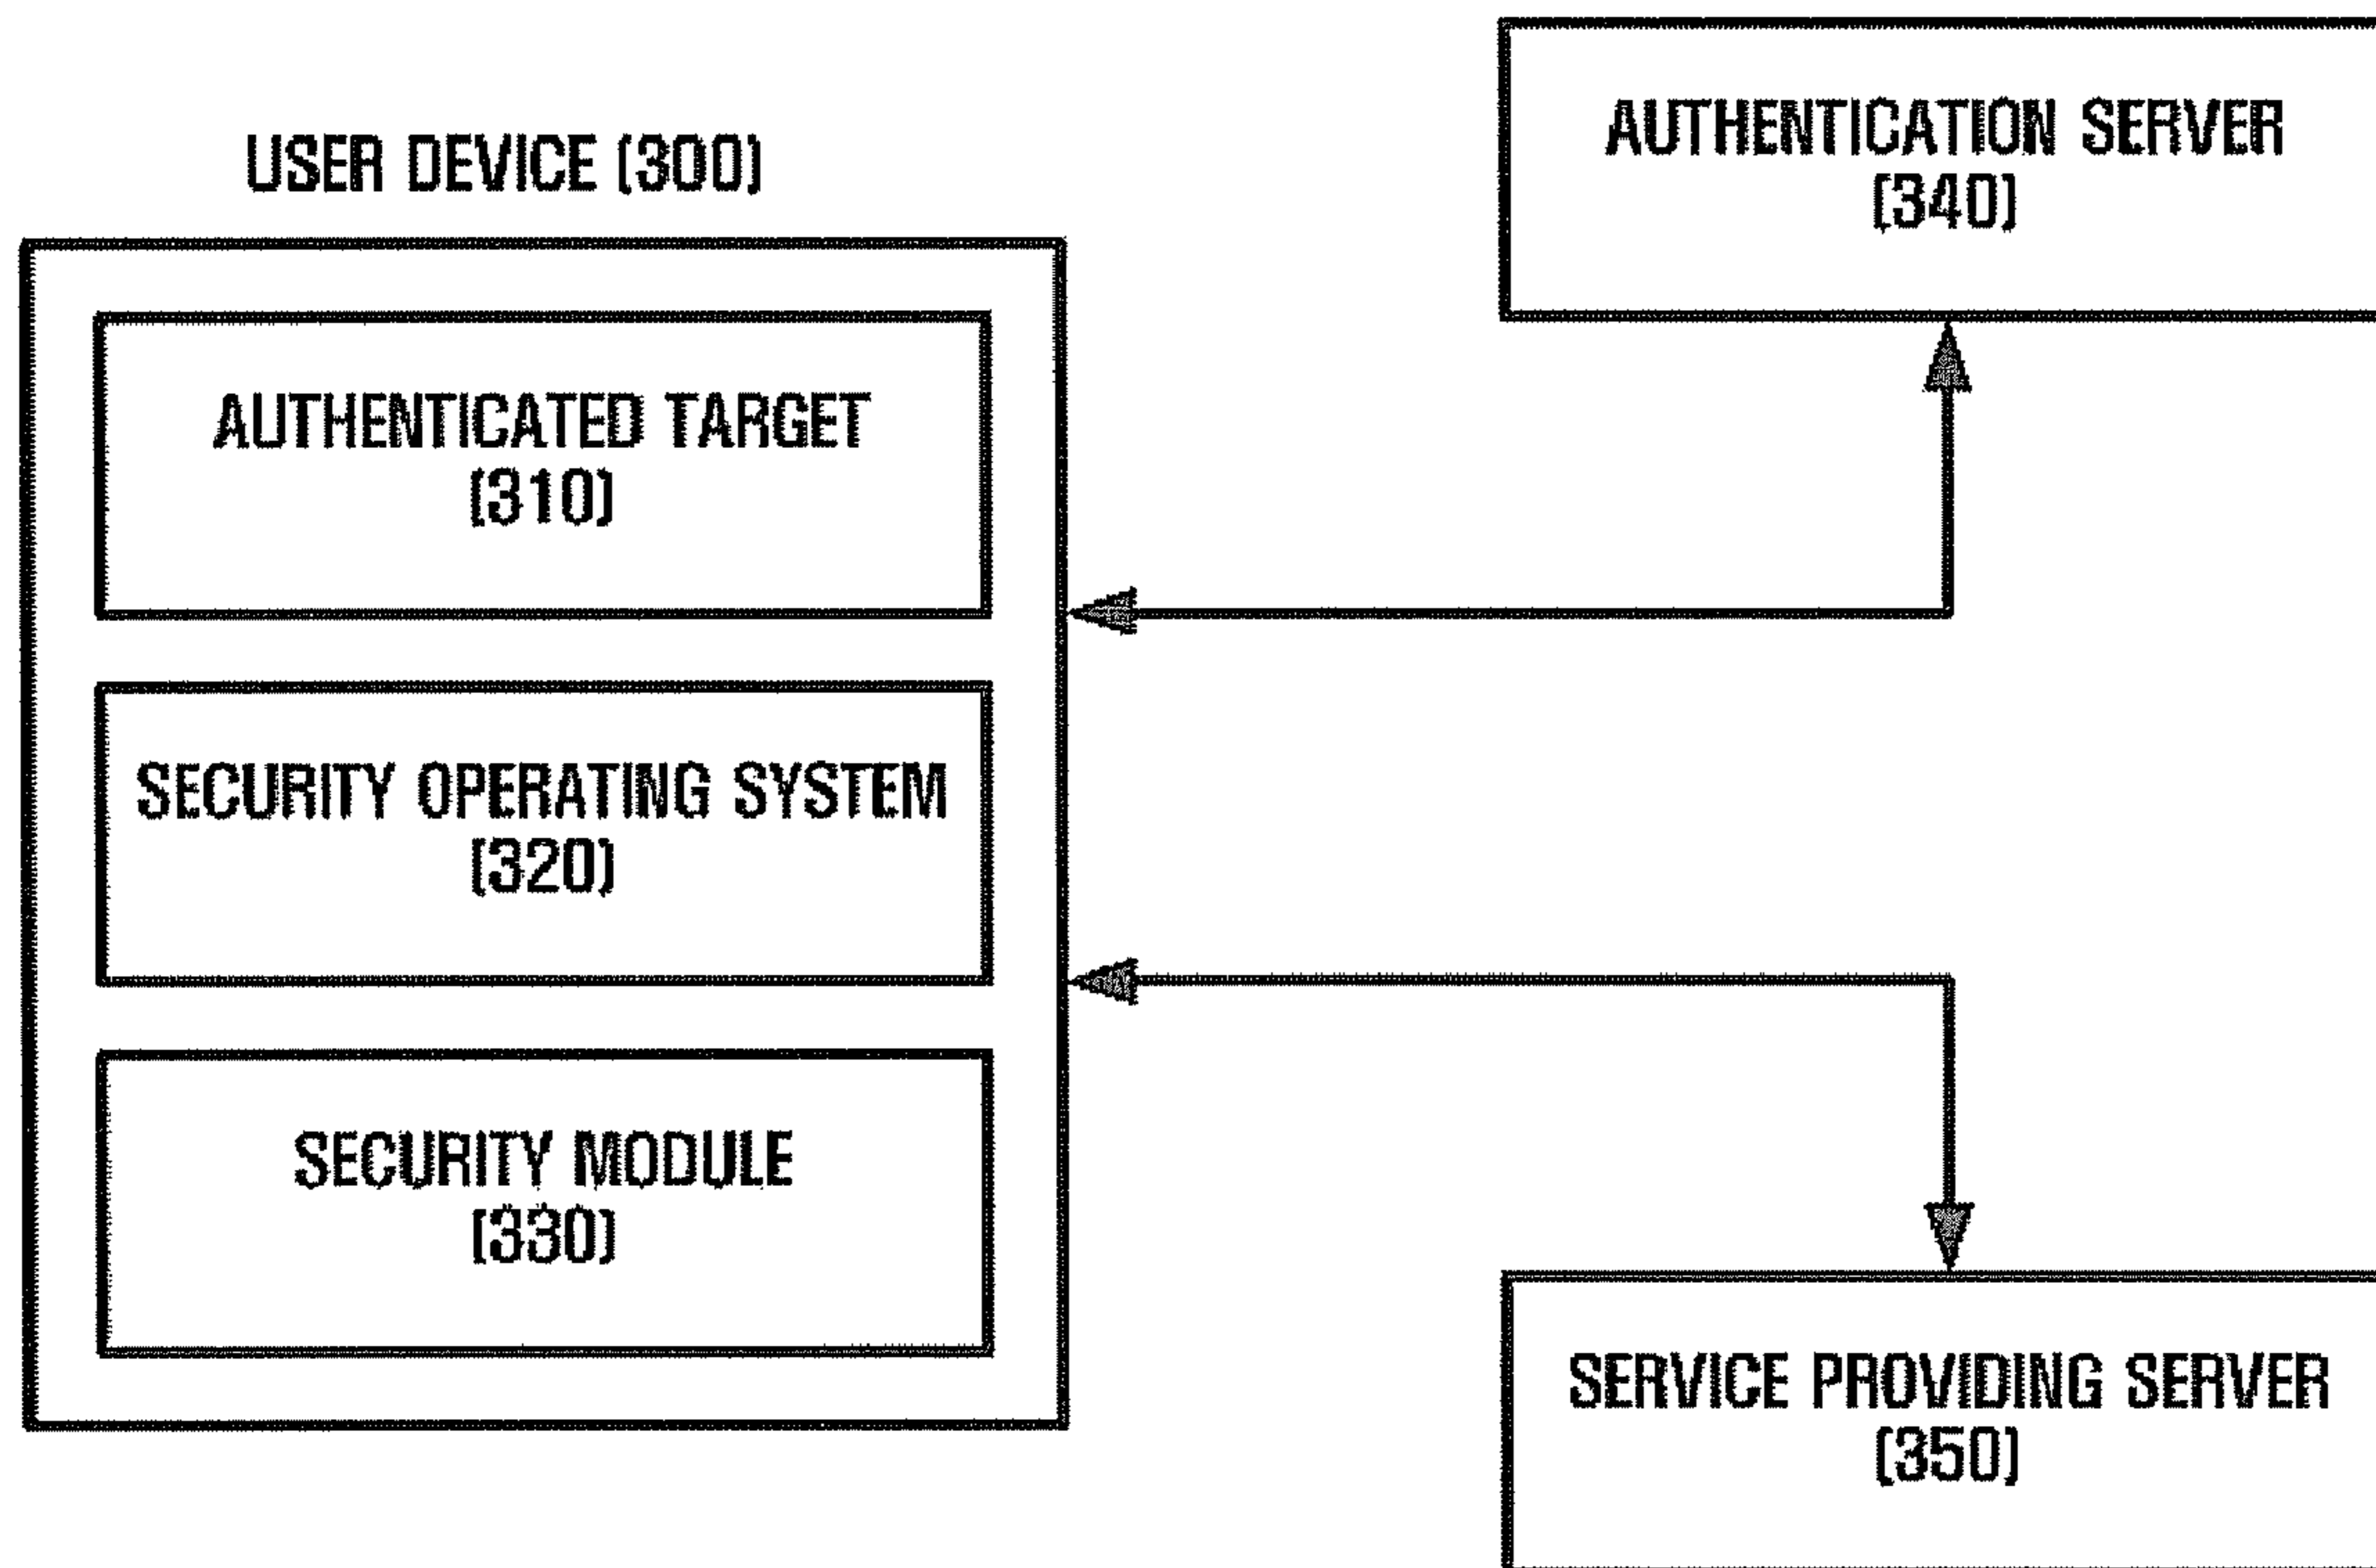 USER DEVICE (300)
AUTHENTICATED TARGET
(310)
SECURITY OPERATING SYSTEM
(320)
SECURITY MODULE
(330)
AUTHENTICATION SERVER
(340)
SERVICE PROVIDING SERVER
(350)